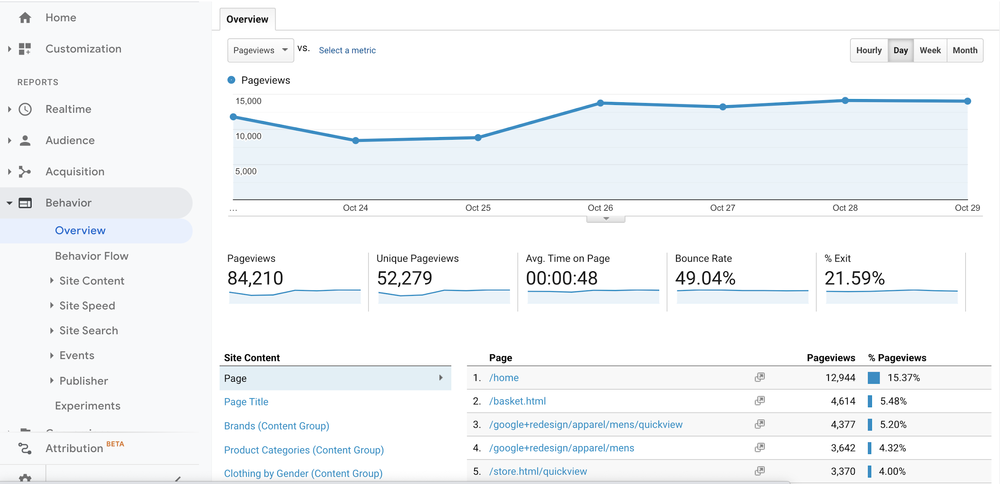 Home
Customization
REPORTS
Realtime
Audience
Acquisition
Behavior
Overview
Behavior Flow
Site Content
Site Speed
Site Search
Events
Publisher
Experiments
Attribution BETA
Overview
Pageviews vs. Select a metric
Hourly Day Week Month
Pageviews
15,000
10,000
5,000
... Oct 24 Oct 25 Oct 26 Oct 27 Oct 28 Oct 29
Pageviews
84,210
Unique Pageviews
52,279
Avg. Time on Page
00:00:48
Bounce Rate
49.04%
% Exit
21.59%
Site Content
Page
Page Title
Brands (Content Group)
Product Categories (Content Group)
Clothing by Gender (Content Group)
Page Pageviews % Pageviews
1. /home 12,944 15.37%
2. /basket.html 4,614 5.48%
3. /google+redesign/apparel/mens/quickview 4,377 5.20%
4. /google+redesign/apparel/mens 3,642 4.32%
5. /store.html/quickview 3,370 4.00%